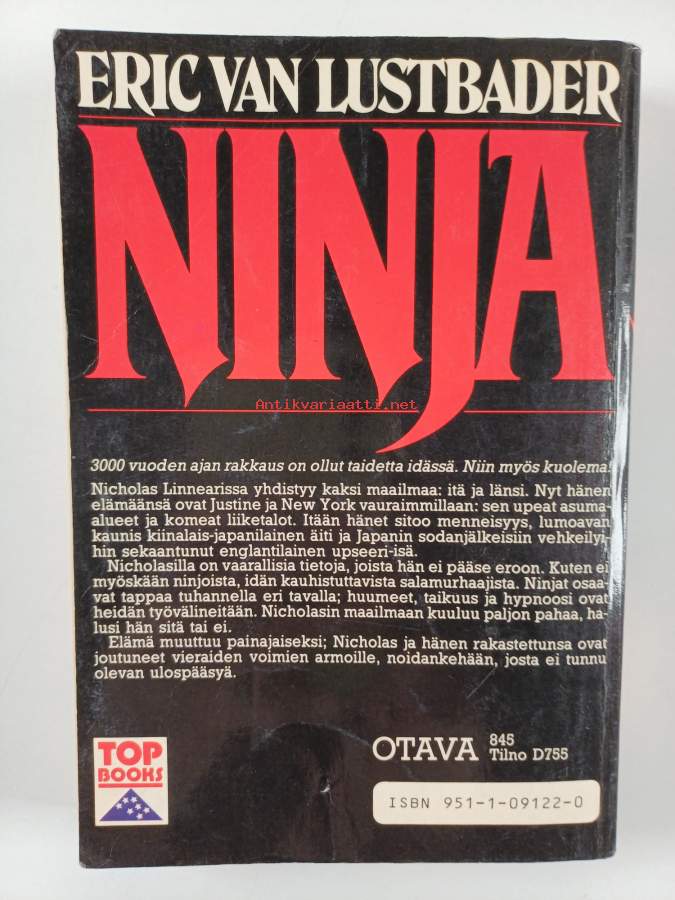 ERIC VAN LUSTBADER
NINJA
Antikvariaatti.net
3000 vuoden ajan rakkaus on ollut taidetta idässä. Niin myös kuolema!
Nicholas Linnearissa yhdistyy kaksi maailmaa: itä ja länsi. Nyt hänen
elämäänsä ovat Justine ja New York vauraimmillaan: sen upeat asuma-
alueet ja komeat liiketalot. Itään hänet sitoo menneisyys, lumoavan
kaunis kiinalais-japanilainen äiti ja Japanin sodanjälkeisiin vehkeilyi-
hin sekaantunut englantilainen upseeri-isä.
Nicholasilla on vaarallisia tietoja, joista hän ei pääse eroon. Kuten ei
myöskään ninjoista, idän kauhistuttavista salamurhaajista. Ninjat osaa-
vat tappaa tuhannella eri tavalla; huumeet, taikuus ja hypnoosi ovat
heidän työvälineitään. Nicholasin maailmaan kuuluu paljon pahaa, ha-
lusi hän sitä tai ei.
Elämä muuttuu painajaiseksi; Nicholas ja hänen rakastettunsa ovat
joutuneet vieraiden voimien armoille, noidankehään, josta ei tunnu
olevan ulospääsyä.
TOP
BOOKS
OTAVA
845
Tilno D755
ISBN 951-1-09122-0